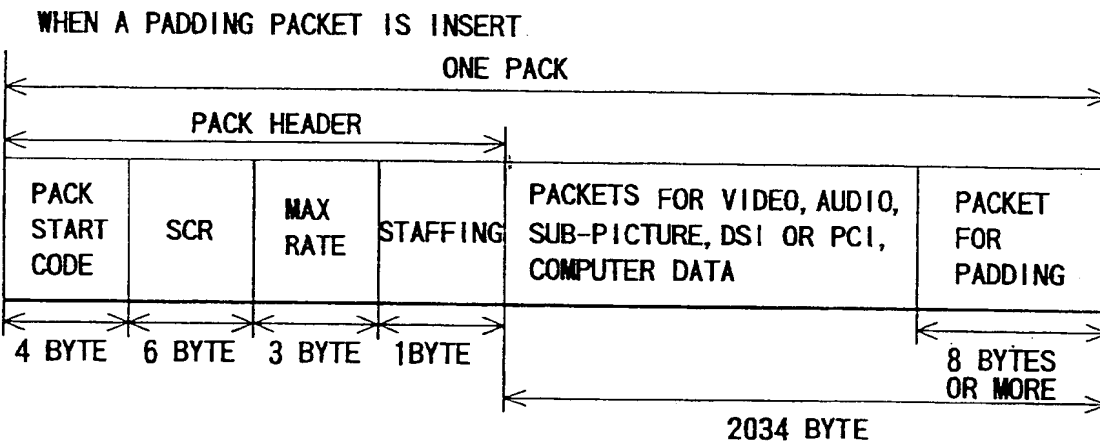 WHEN A PADDING PACKET IS INSERT
ONE PACK
PACK HEADER
PACK
START
CODE
SCR
MAX
RATE
STAFFING
PACKETS FOR VIDEO, AUDIO,
SUB-PICTURE, DSI OR PCI,
COMPUTER DATA
PACKET
FOR
PADDING
4 BYTE
6 BYTE
3 BYTE
1BYTE
8 BYTES
OR MORE
2034 BYTE